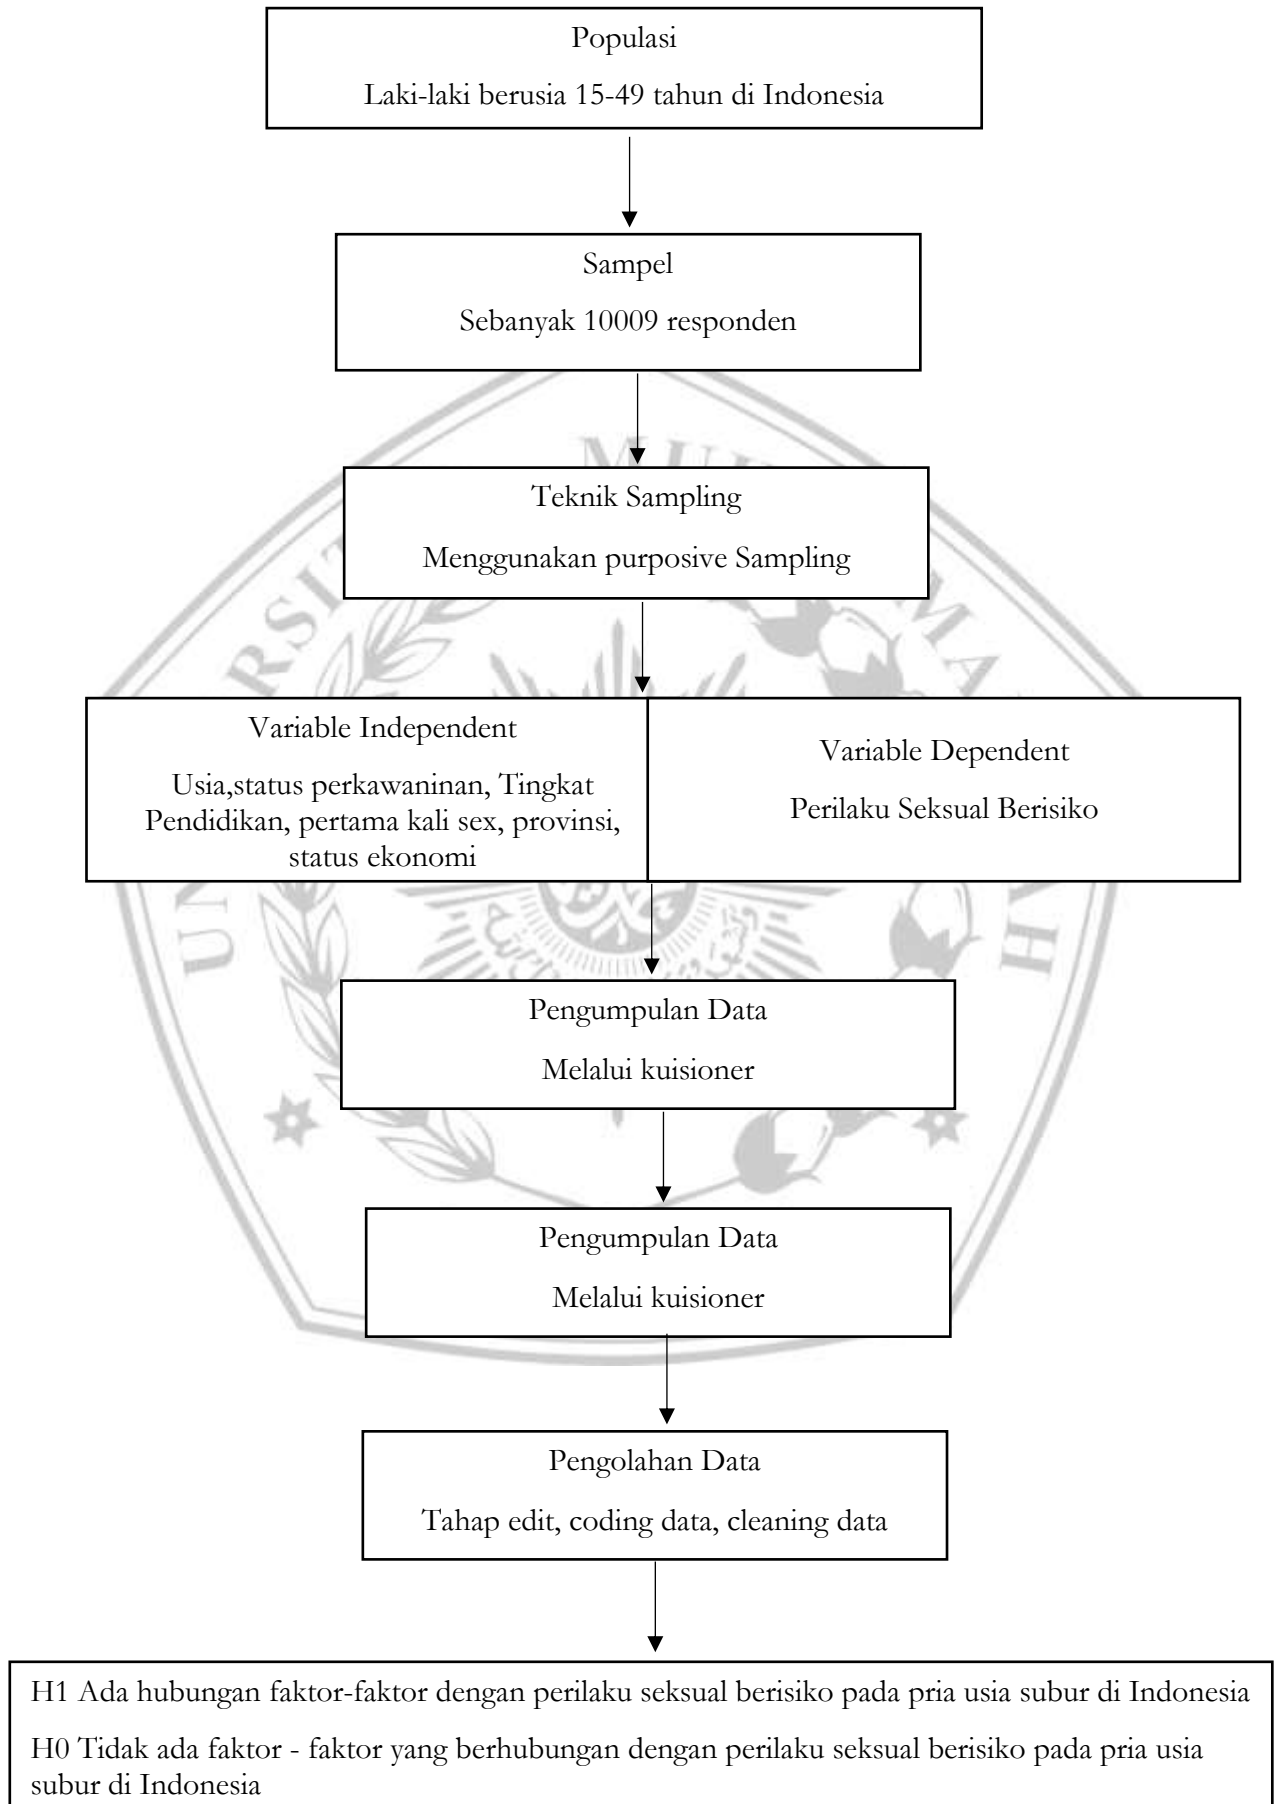 Populasi
Laki-laki berusia 15-49 tahun di Indonesia
Sampel
Sebanyak 10009 responden
Teknik Sampling
Menggunakan purposive Sampling
Variable Independent
Usia,status perkawaninan, Tingkat
Pendidikan, pertama kali sex, provinsi,
status ekonomi
Variable Dependent
Perilaku Seksual Berisiko
Pengumpulan Data
Melalui kuisioner
Pengumpulan Data
Melalui kuisioner
Pengolahan Data
Tahap edit, coding data, cleaning data
H1 Ada hubungan faktor-faktor dengan perilaku seksual berisiko pada pria usia subur di Indonesia
H0 Tidak ada faktor - faktor yang berhubungan dengan perilaku seksual berisiko pada pria usia
subur di Indonesia